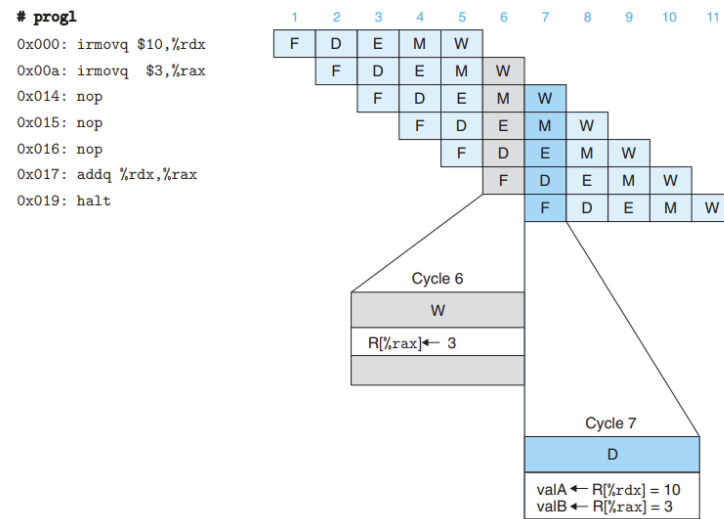 # progl 1 2 3 4 5 6 7 8 9 10 11
0x000: irmovq $10,%rdx F D E M W
0x00a: irmovq $3,%rax F D E M W
0x014: nop F D E M W
0x015: nop F D E M W
0x016: nop F D E M W
0x017: addq %rdx,%rax F D E M W
0x019: halt F D E M W
Cycle 6
W
R[%rax]← 3
Cycle 7
D
valA ← R[%rdx] = 10
valB ← R[%rax] = 3